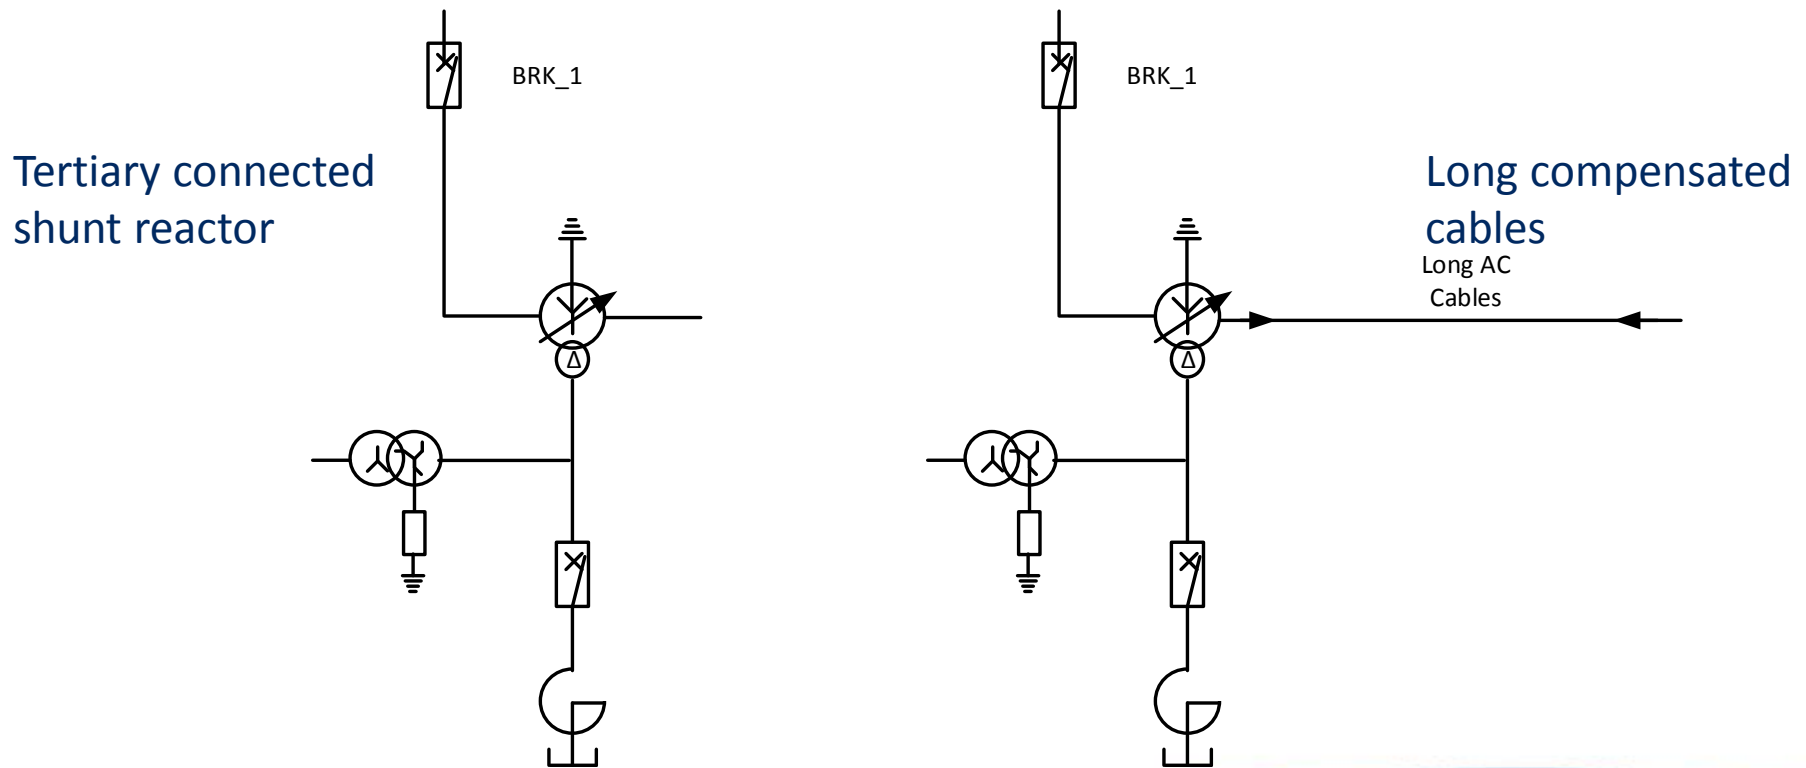 BRK_1
BRK_1
Tertiary connected
shunt reactor
Long compensated
cables
Long AC
Cables
Δ
Δ